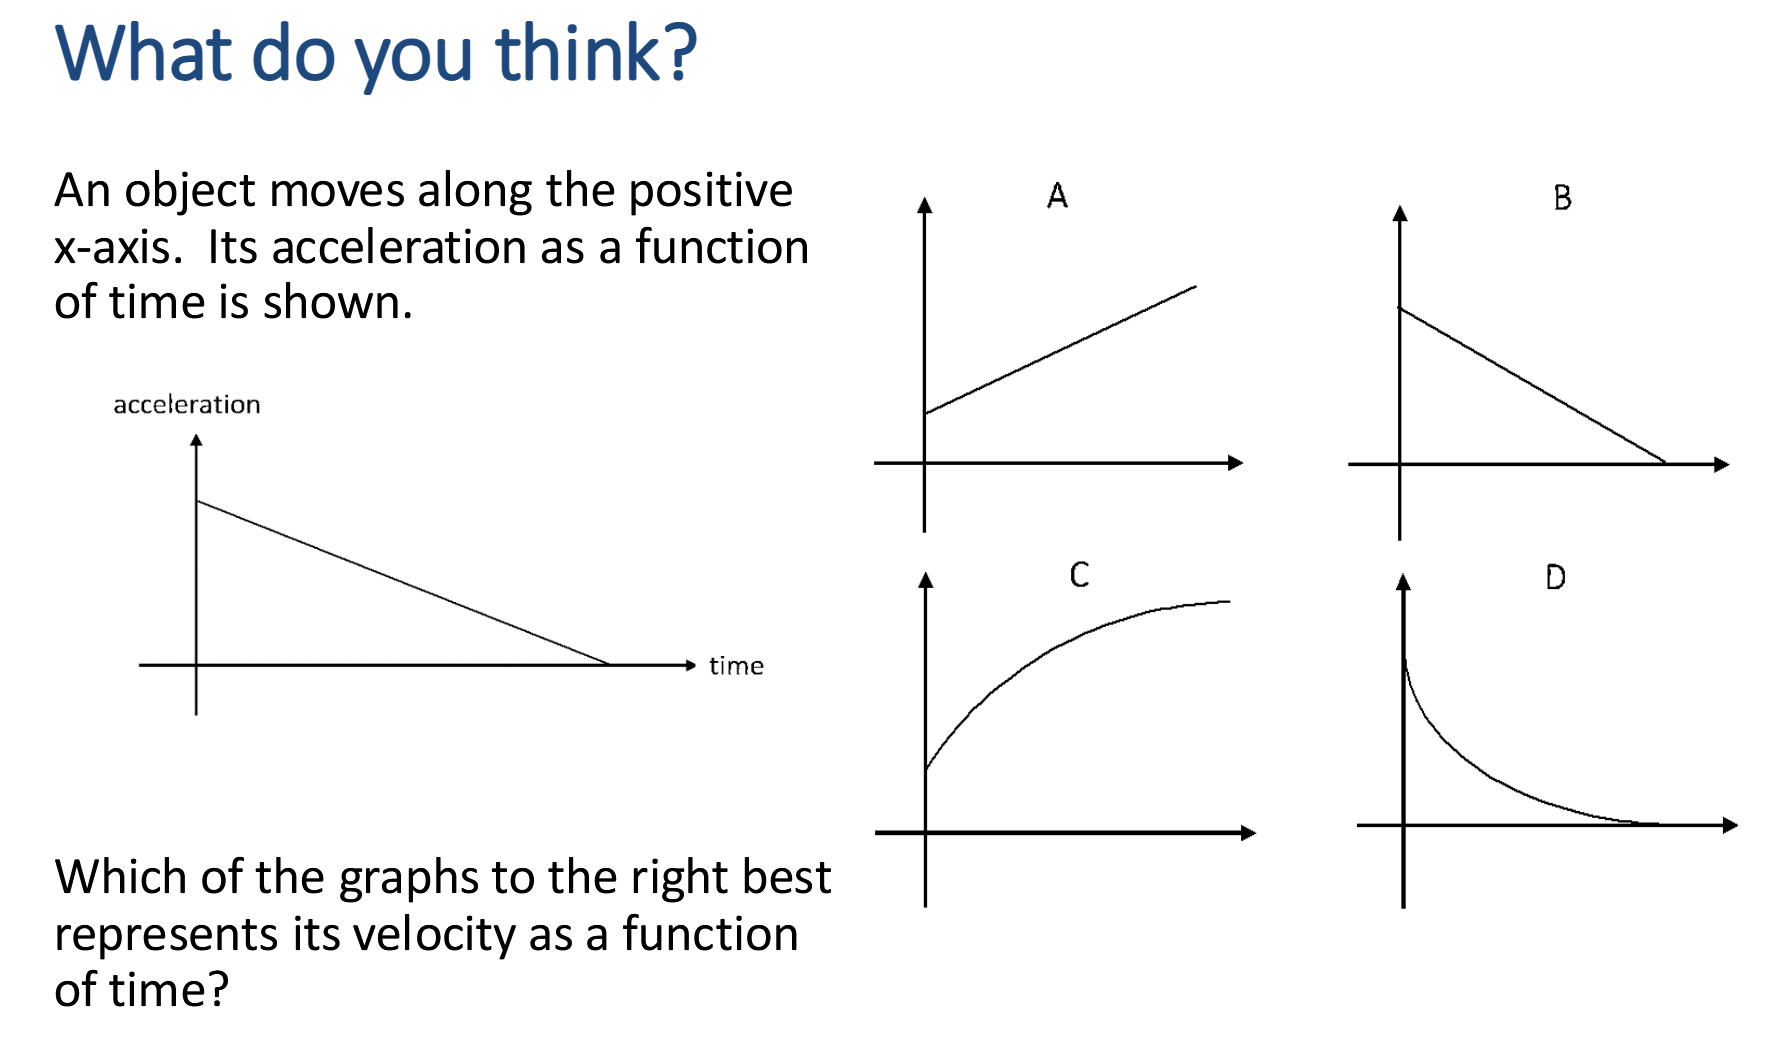 What do you think?
An object moves along the positive
x-axis.  Its acceleration as a function
of time is shown.
acceleration
time
Which of the graphs to the right best
represents its velocity as a function
of time?
A
B
C
D